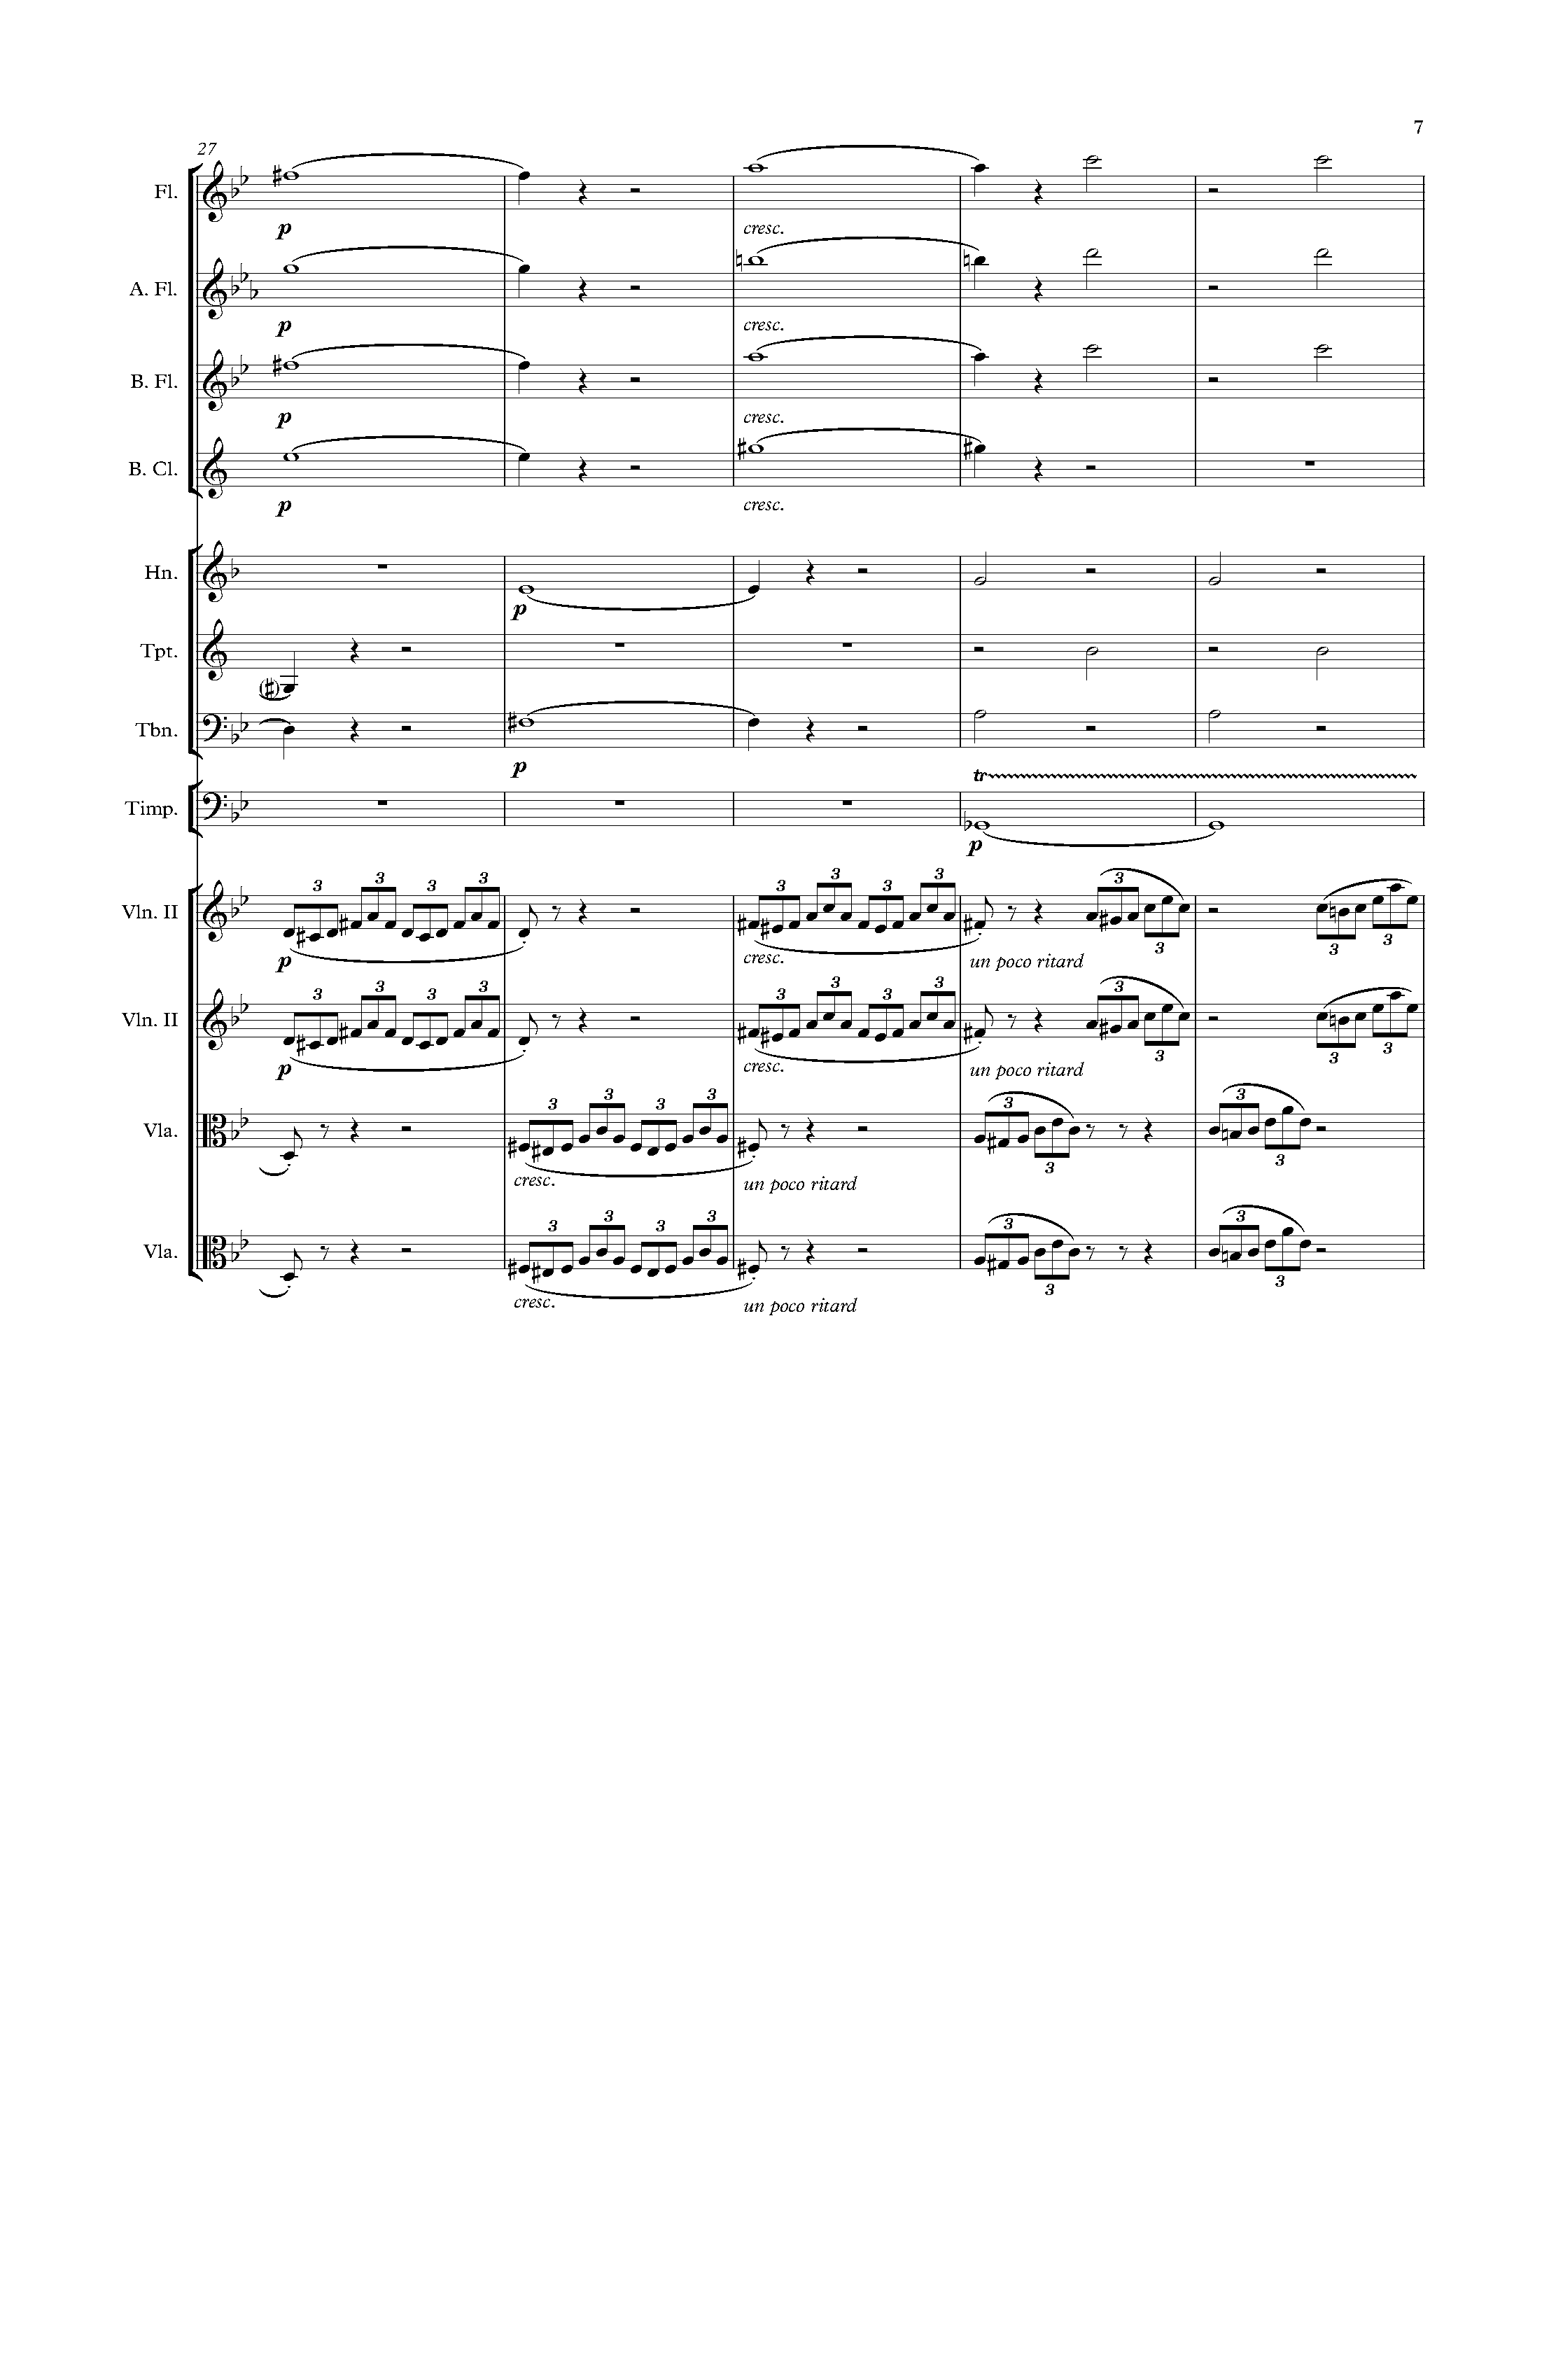 7
27
Fl.
p
cresc.
A. Fl.
p
cresc.
B. Fl.
p
cresc.
B. Cl.
p
cresc.
Hn.
p
Tpt.
Tbn.
p
Timp.
tr
p
3 3 3 3 3 3 3 3 3
Vln. II
3 3
p
cresc.
un poco ritard
3 3 3 3 3 3 3 3 3
Vln. II
3 3
p
cresc.
un poco ritard
3 3 3 3 3 3
Vla.
3 3
cresc.
un poco ritard
3 3 3 3 3 3
Vla.
3 3
cresc.
un poco ritard